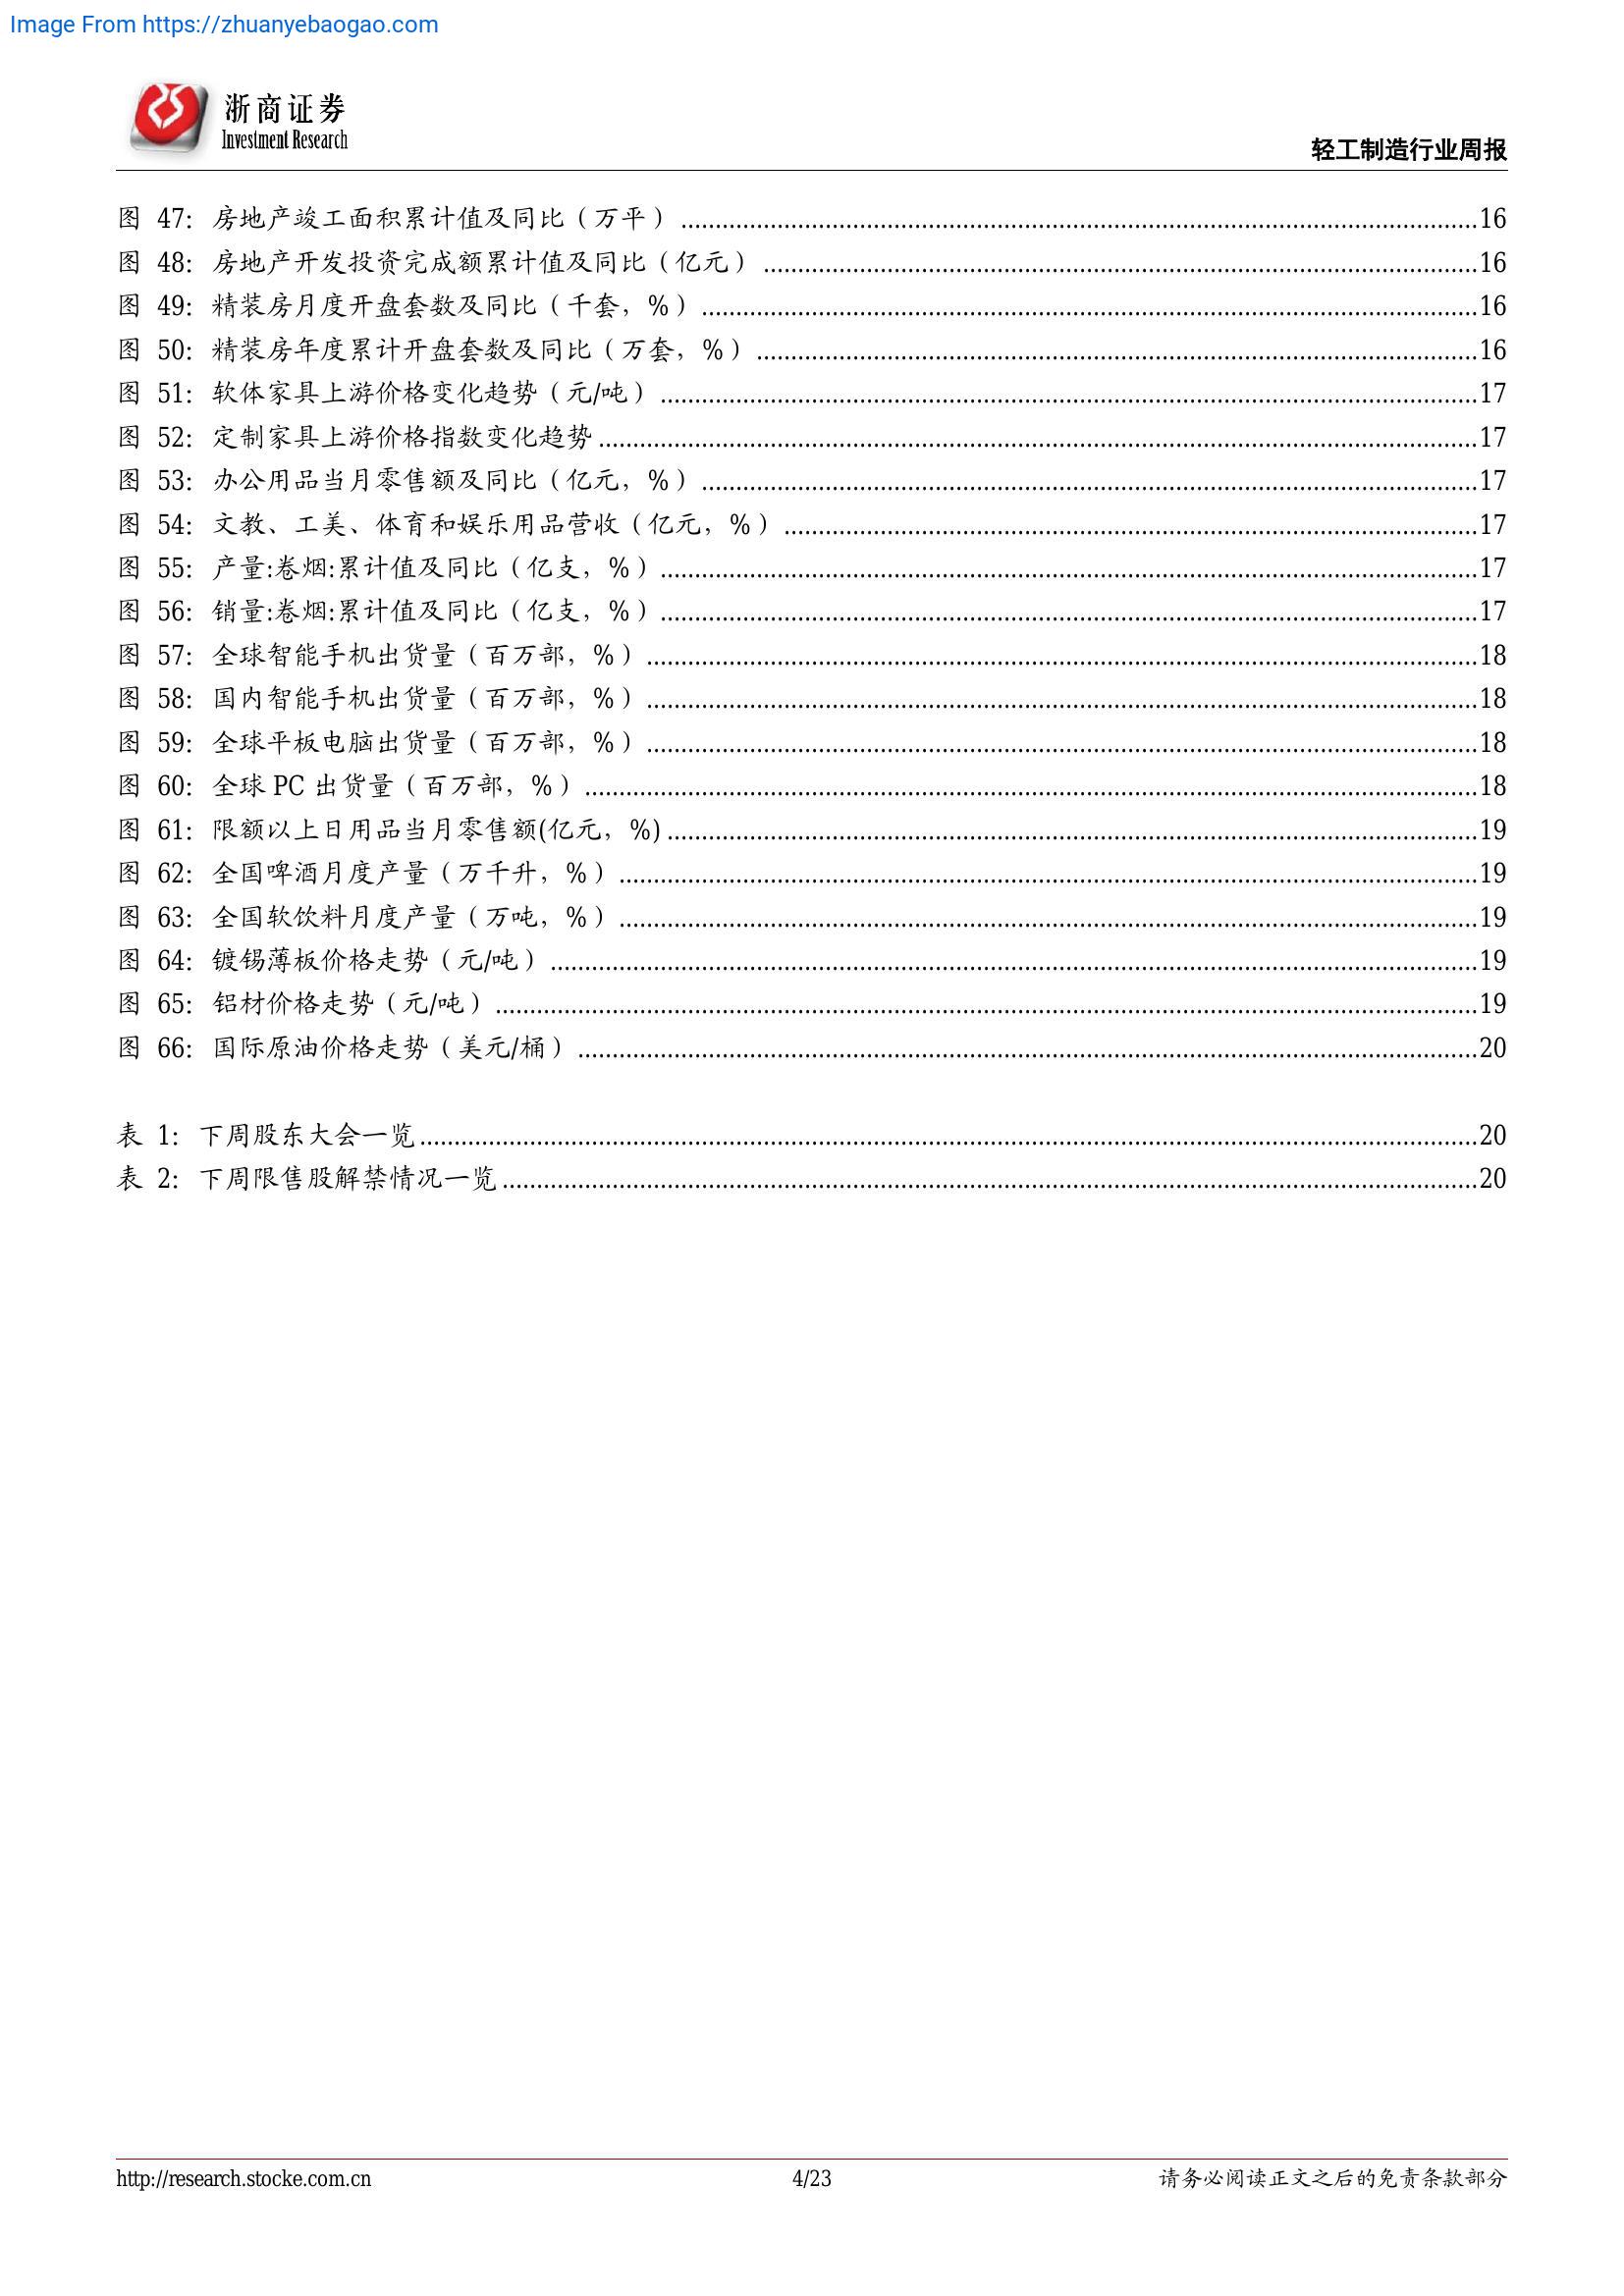 Image From https://zhuanyebaogao.com
浙商证券
Investment Research
轻工制造行业周报
图 47：房地产竣工面积累计值及同比（万平）16
图 48：房地产开发投资完成额累计值及同比（亿元）16
图 49：精装房月度开盘套数及同比（千套，%）16
图 50：精装房年度累计开盘套数及同比（万套，%）16
图 51：软体家具上游价格变化趋势（元/吨）17
图 52：定制家具上游价格指数变化趋势17
图 53：办公用品当月零售额及同比（亿元，%）17
图 54：文教、工美、体育和娱乐用品营收（亿元，%）17
图 55：产量:卷烟:累计值及同比（亿支，%）17
图 56：销量:卷烟:累计值及同比（亿支，%）17
图 57：全球智能手机出货量（百万部，%）18
图 58：国内智能手机出货量（百万部，%）18
图 59：全球平板电脑出货量（百万部，%）18
图 60：全球 PC 出货量（百万部，%）18
图 61：限额以上日用品当月零售额(亿元，%)19
图 62：全国啤酒月度产量（万千升，%）19
图 63：全国软饮料月度产量（万吨，%）19
图 64：镀锡薄板价格走势（元/吨）19
图 65：铝材价格走势（元/吨）19
图 66：国际原油价格走势（美元/桶）20
表 1：下周股东大会一览20
表 2：下周限售股解禁情况一览20
http://research.stocke.com.cn
4/23
请务必阅读正文之后的免责条款部分